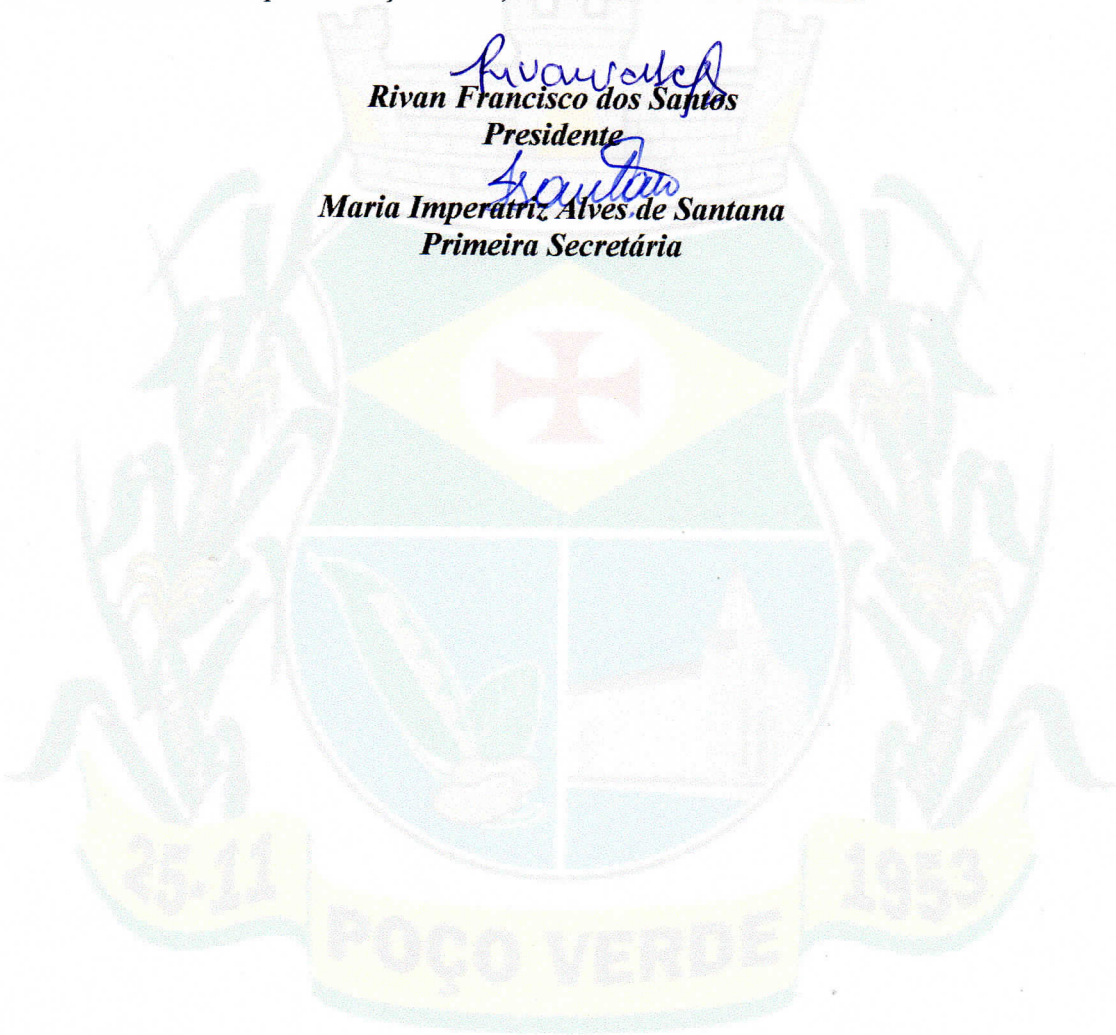 Rivan Francisco dos Santos
Presidente
Maria Imperatriz Alves de Santana
Primeira Secretária
25-11
1953
POÇO VERDE